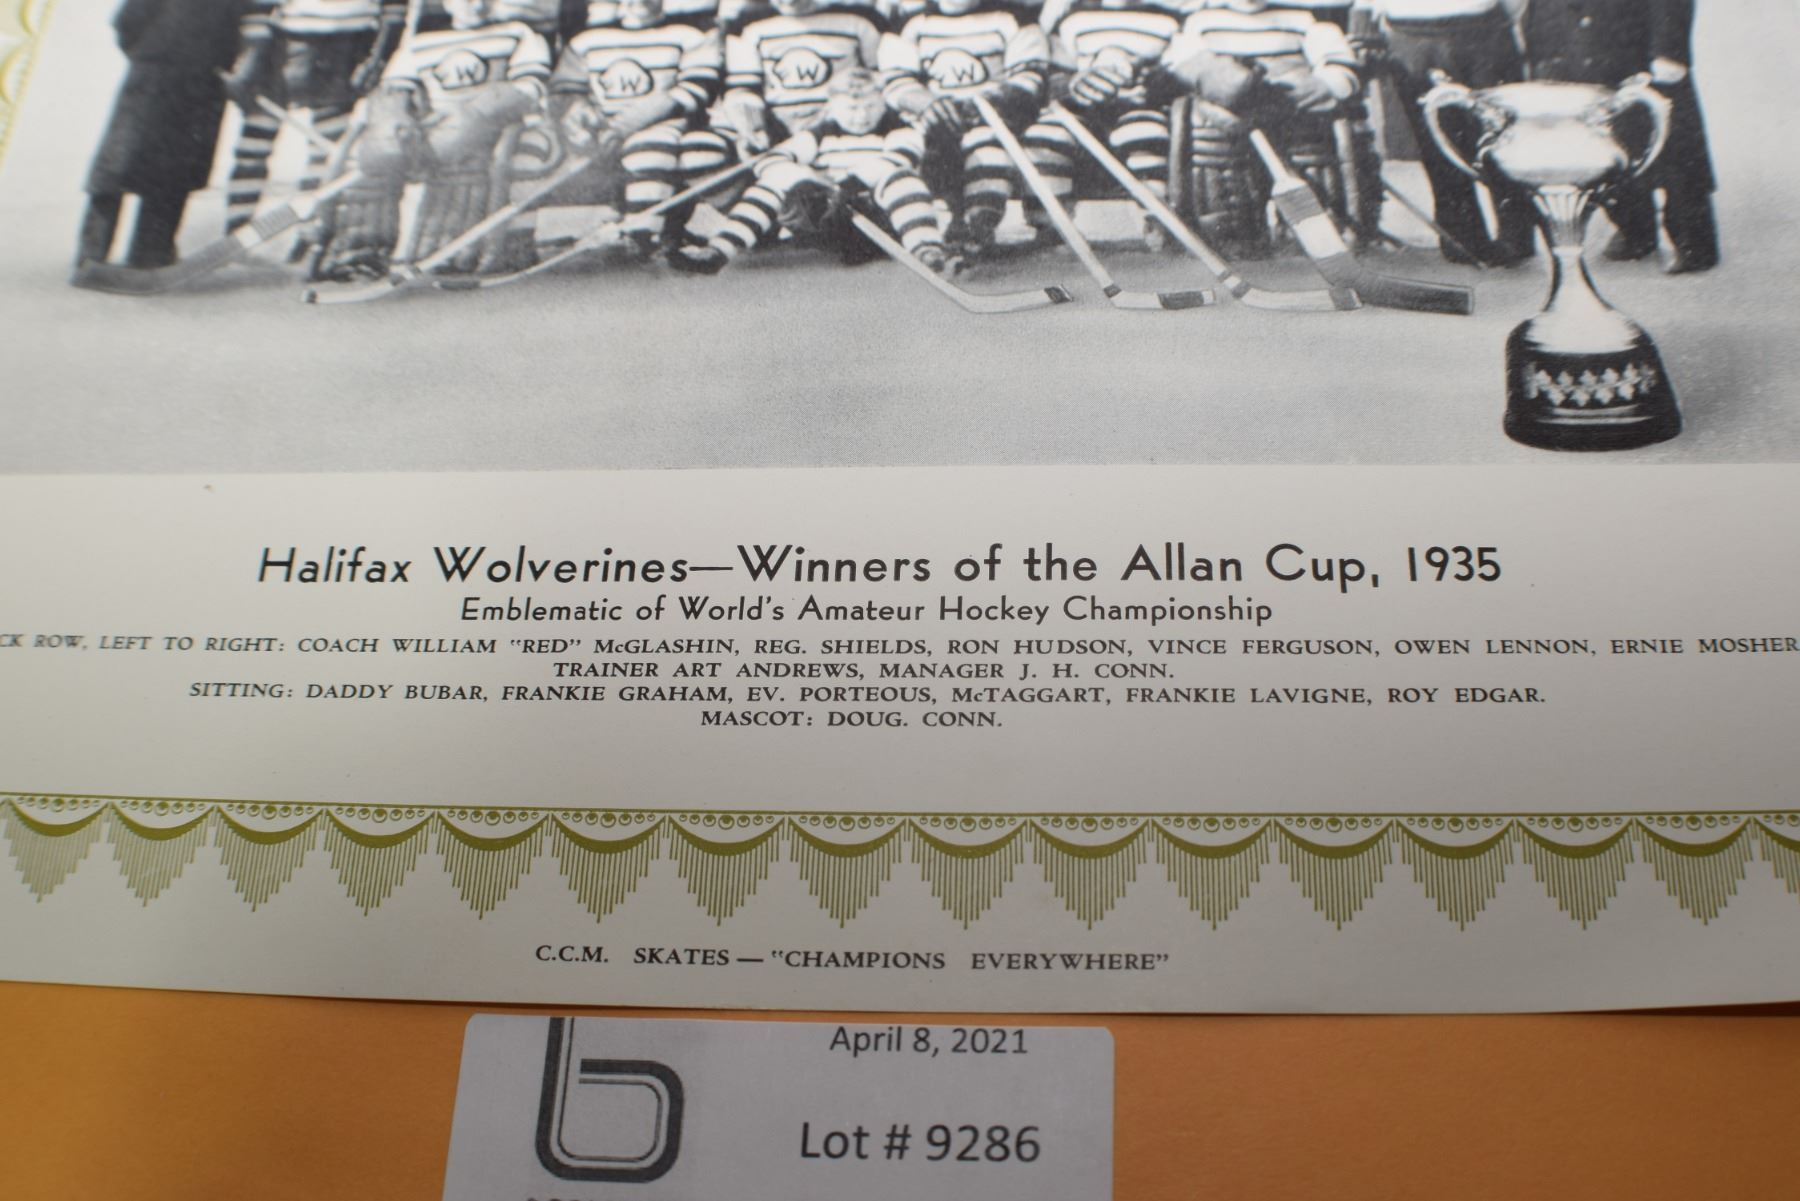 W W W W
Halifax Wolverines—Winners of the Allan Cup, 1935
Emblematic of World's Amateur Hockey Championship
ROW, LEFT TO RIGHT: COACH WILLIAM "RED" McGLASHIN, REG. SHIELDS, RON HUDSON, VINCE FERGUSON, OWEN LENNON, ERNIE MOSHER
TRAINER ART ANDREWS, MANAGER J. H. CONN.
SITTING: DADDY BUBAR, FRANKIE GRAHAM, EV. PORTEOUS, McTAGGART, FRANKIE LAVIGNE, ROY EDGAR.
MASCOT: DOUG. CONN.
C.C.M. SKATES — "CHAMPIONS EVERYWHERE"
April 8, 2021
b
Lot # 9286